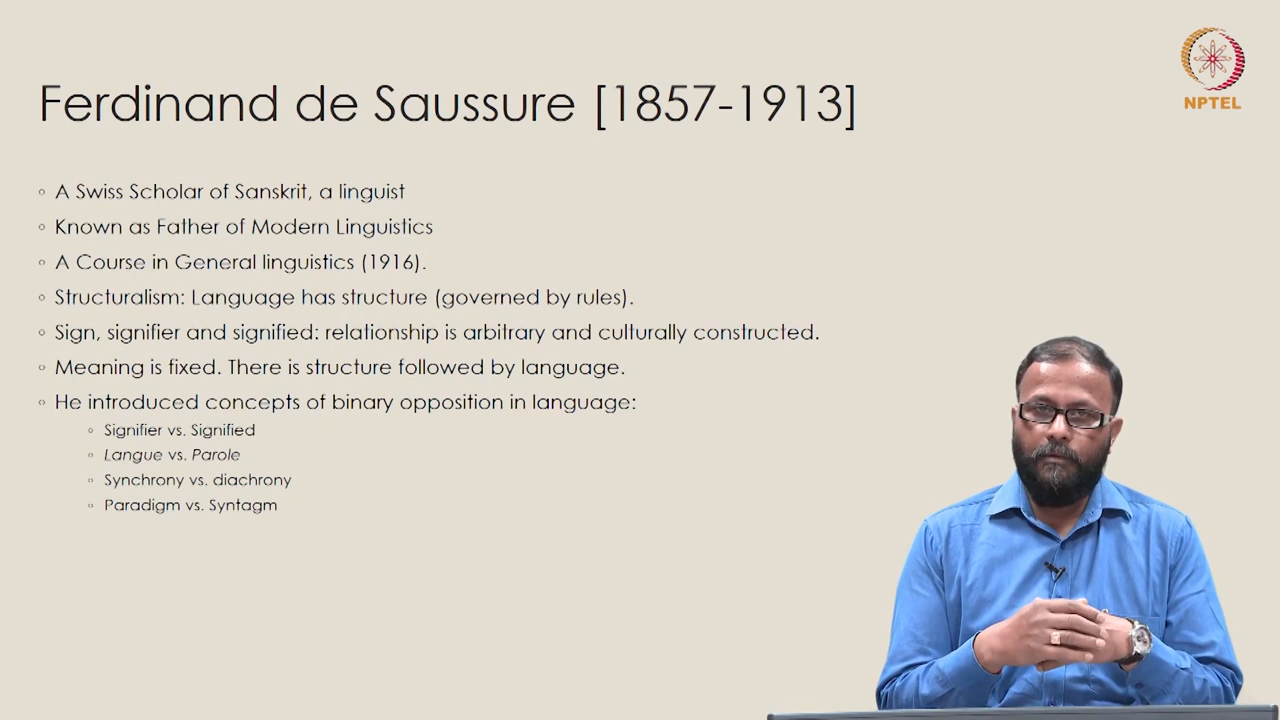 Ferdinand de Saussure [1857-1913]
NPTEL
◦ A Swiss Scholar of Sanskrit, a linguist
◦ Known as Father of Modern Linguistics
◦ A Course in General linguistics (1916).
◦ Structuralism: Language has structure (governed by rules).
◦ Sign, signifier and signified: relationship is arbitrary and culturally constructed.
◦ Meaning is fixed. There is structure followed by language.
◦ He introduced concepts of binary opposition in language:
◦ Signifier vs. Signified
◦ Langue vs. Parole
◦ Synchrony vs. diachrony
◦ Paradigm vs. Syntagm